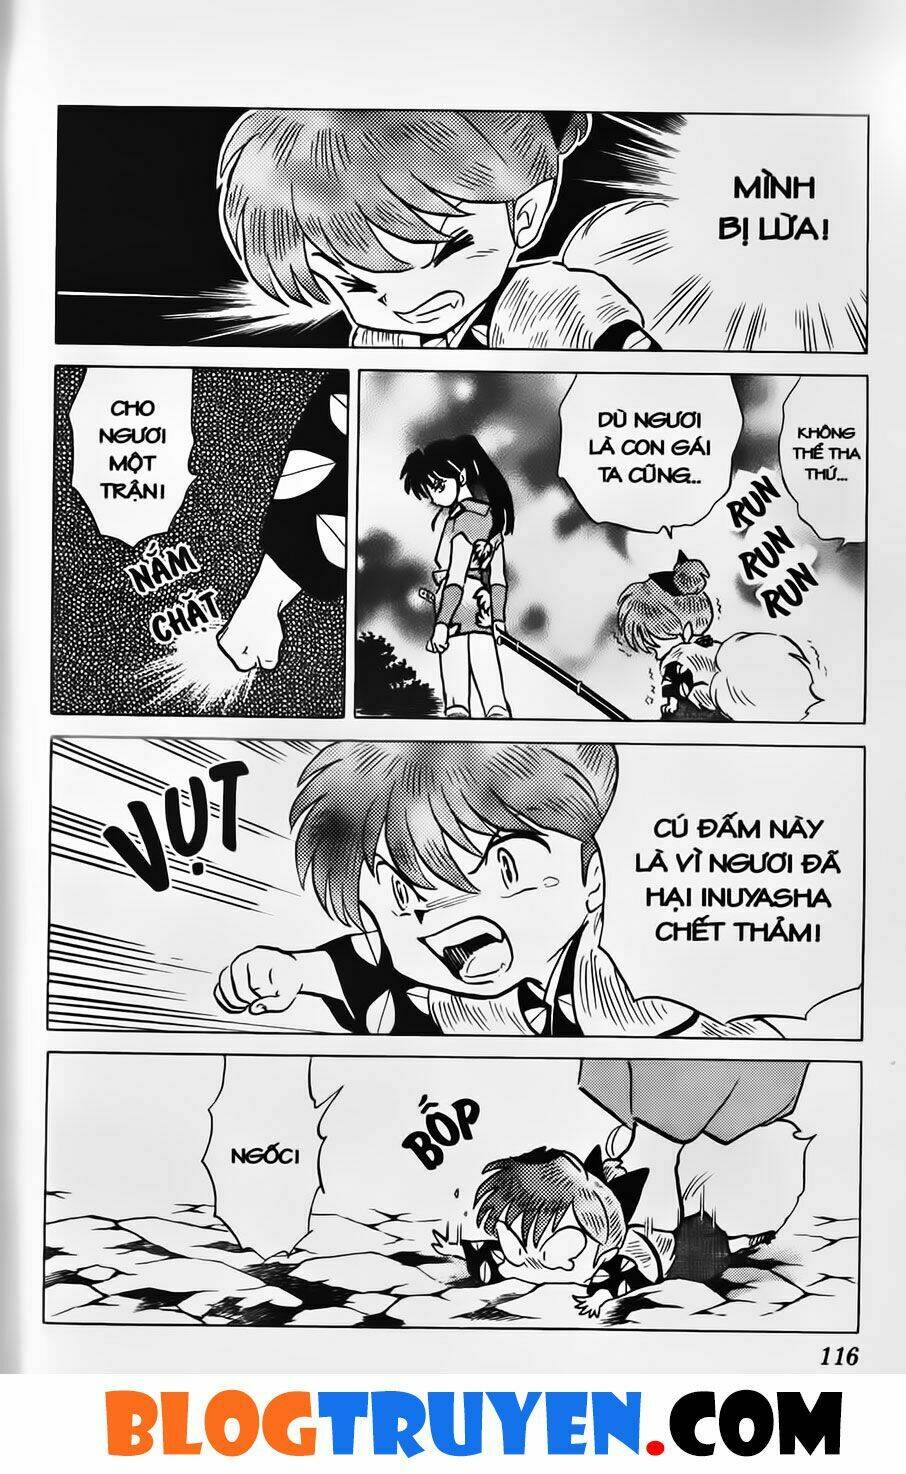 MÌNH
BỊ LỪA!
KHÔNG
THỂ THA
THỨ...
DÙ NGƯƠI
LÀ CON GÁI
TA CŨNG...
RUN
RUN
RUN
CHO
NGƯƠI
MỘT
TRẬN!
NẮM
CHẶT
VỤT
CÚ ĐẤM NÀY
LÀ VÌ NGƯƠI ĐÃ
HẠI INUYASHA
CHẾT THẢM!
BỐP
NGỐC!
116
BLOGTRUYEN.COM